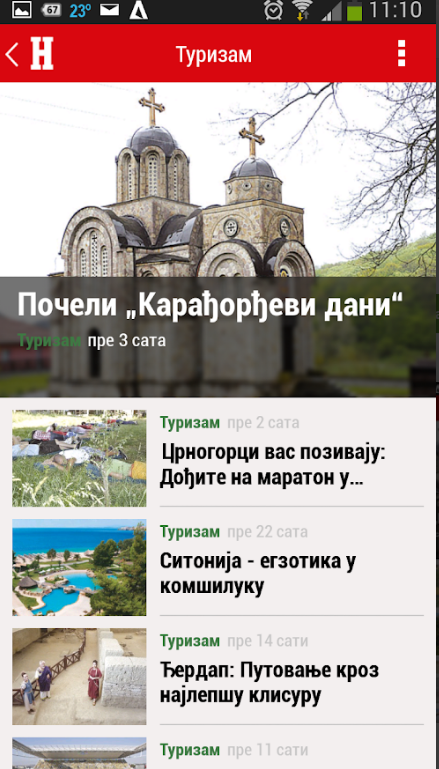 67 23° 11:10
Н Туризам
Почели „Карађорђеви дани“
Туризам пре 3 сата
Туризам пре 2 сата
Црногорци вас позивају:
Дођите на маратон у...
Туризам пре 22 сата
Ситонија - егзотика у
комшилуку
Туризам пре 14 сати
Ђердап: Путовање кроз
најлепшу клисуру
Туризам пре 11 сати